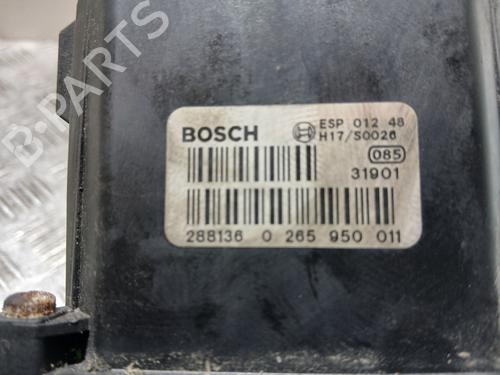 B-PARTS
BOSCH
ESP 012 48
H17/S0026
085
31901
288136 0 265 950 011